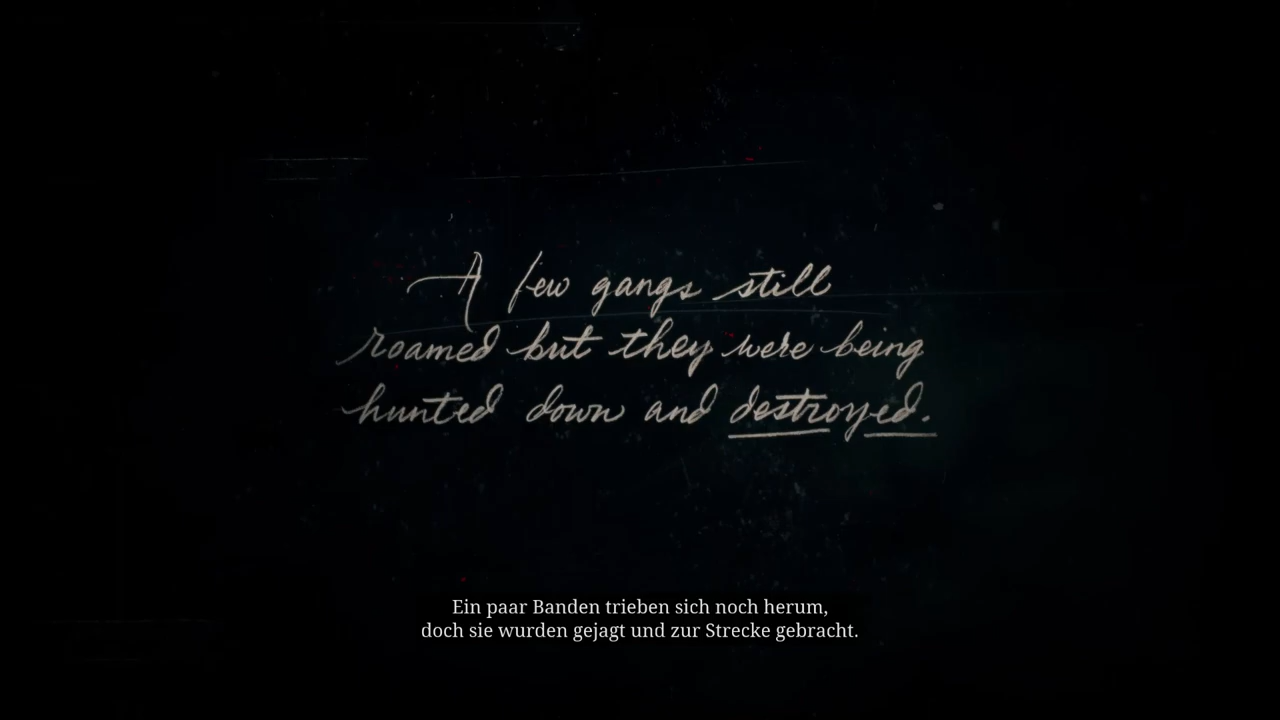 A few gangs still
roamed but they were being
hunted down and destroyed.
Ein paar Banden trieben sich noch herum,
doch sie wurden gejagt und zur Strecke gebracht.